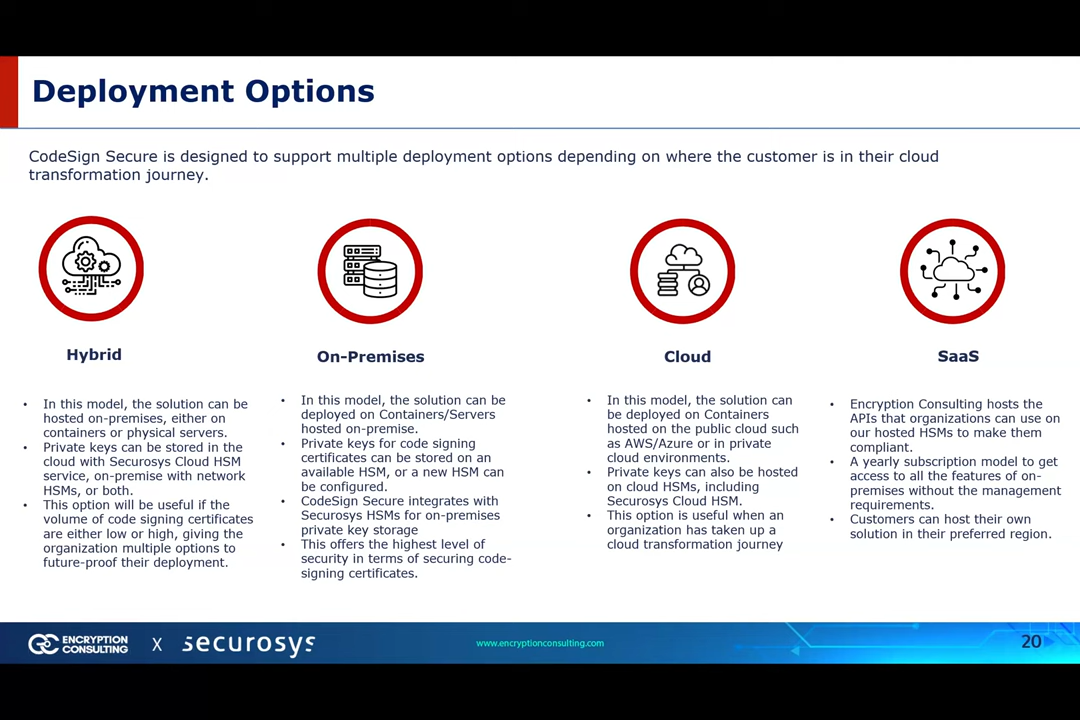 Deployment Options
CodeSign Secure is designed to support multiple deployment options depending on where the customer is in their cloud
transformation journey.
Hybrid
• In this model, the solution can be
hosted on-premises, either on
containers or physical servers.
• Private keys can be stored in the
cloud with Securosys Cloud HSM
service, on-premise with network
HSMs, or both.
• This option will be useful if the
volume of code signing certificates
are either low or high, giving the
organization multiple options to
future-proof their deployment.
On-Premises
• In this model, the solution can be
deployed on Containers/Servers
hosted on-premise.
• Private keys for code signing
certificates can be stored on an
available HSM, or a new HSM can
be configured.
• CodeSign Secure integrates with
Securosys HSMs for on-premises
private key storage
• This offers the highest level of
security in terms of securing code-
signing certificates.
Cloud
• In this model, the solution can
be deployed on Containers
hosted on the public cloud such
as AWS/Azure or in private
cloud environments.
• Private keys can also be hosted
on cloud HSMs, including
Securosys Cloud HSM.
• This option is useful when an
organization has taken up a
cloud transformation journey
SaaS
• Encryption Consulting hosts the
APIs that organizations can use on
our hosted HSMs to make them
compliant.
• A yearly subscription model to get
access to all the features of on-
premises without the management
requirements.
• Customers can host their own
solution in their preferred region.
ENCRYPTION
CONSULTING
X
securosys
www.encryptionconsulting.com
20